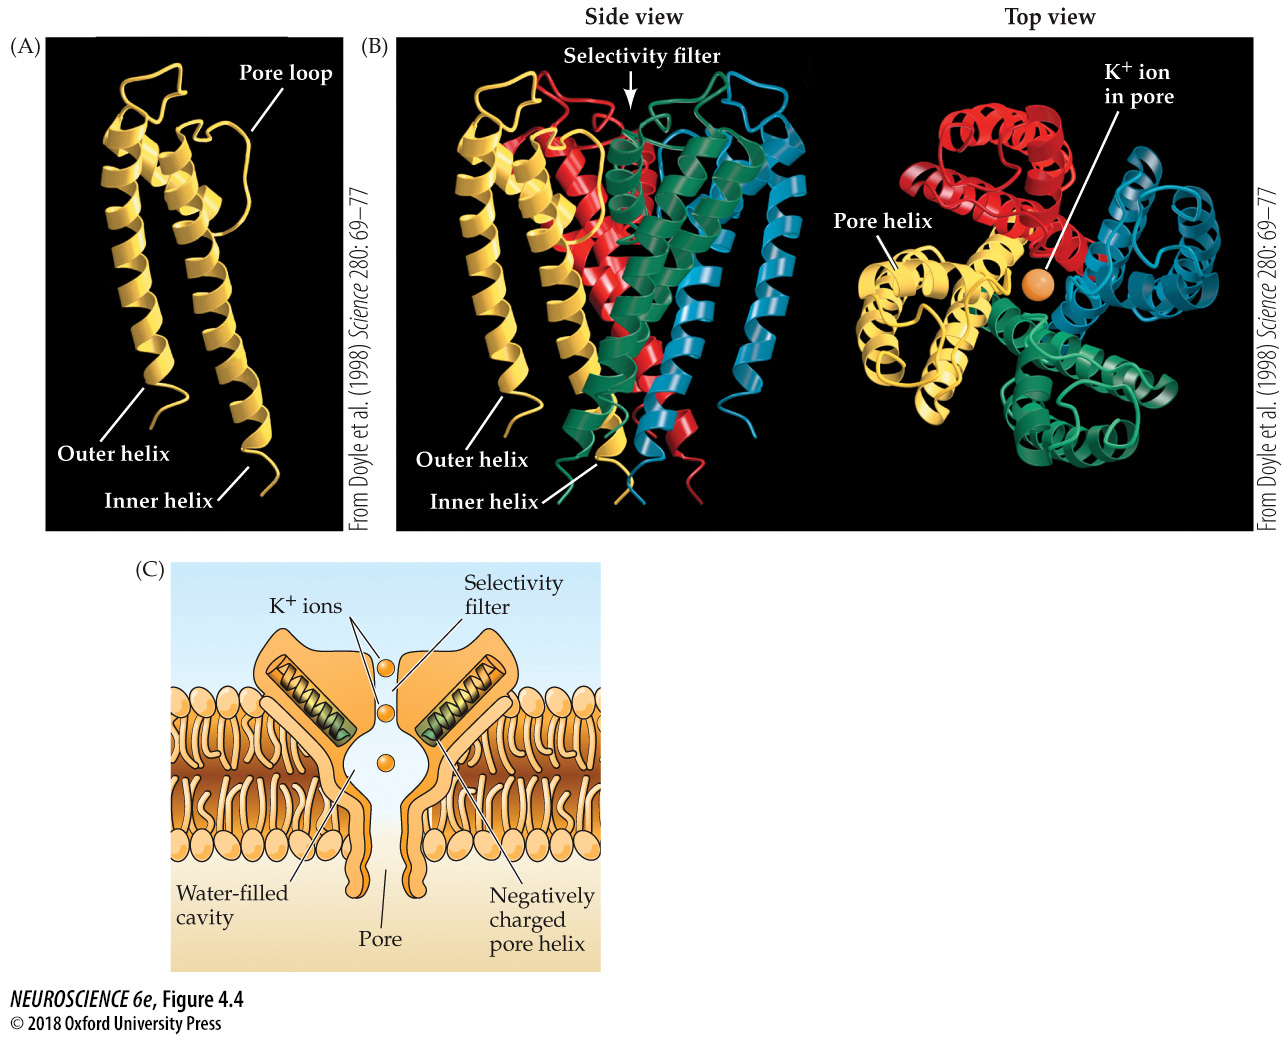 Side view
Top view
(A)
Pore loop
Outer helix
Inner helix
From Doyle et al. (1998) Science 280: 69–77
(B)
Selectivity filter
Outer helix
Inner helix
K+ ion
in pore
Pore helix
From Doyle et al. (1998) Science 280: 69–77
(C)
K+ ions
Selectivity
filter
Water-filled
cavity
Pore
Negatively
charged
pore helix
NEUROSCIENCE 6e, Figure 4.4
© 2018 Oxford University Press